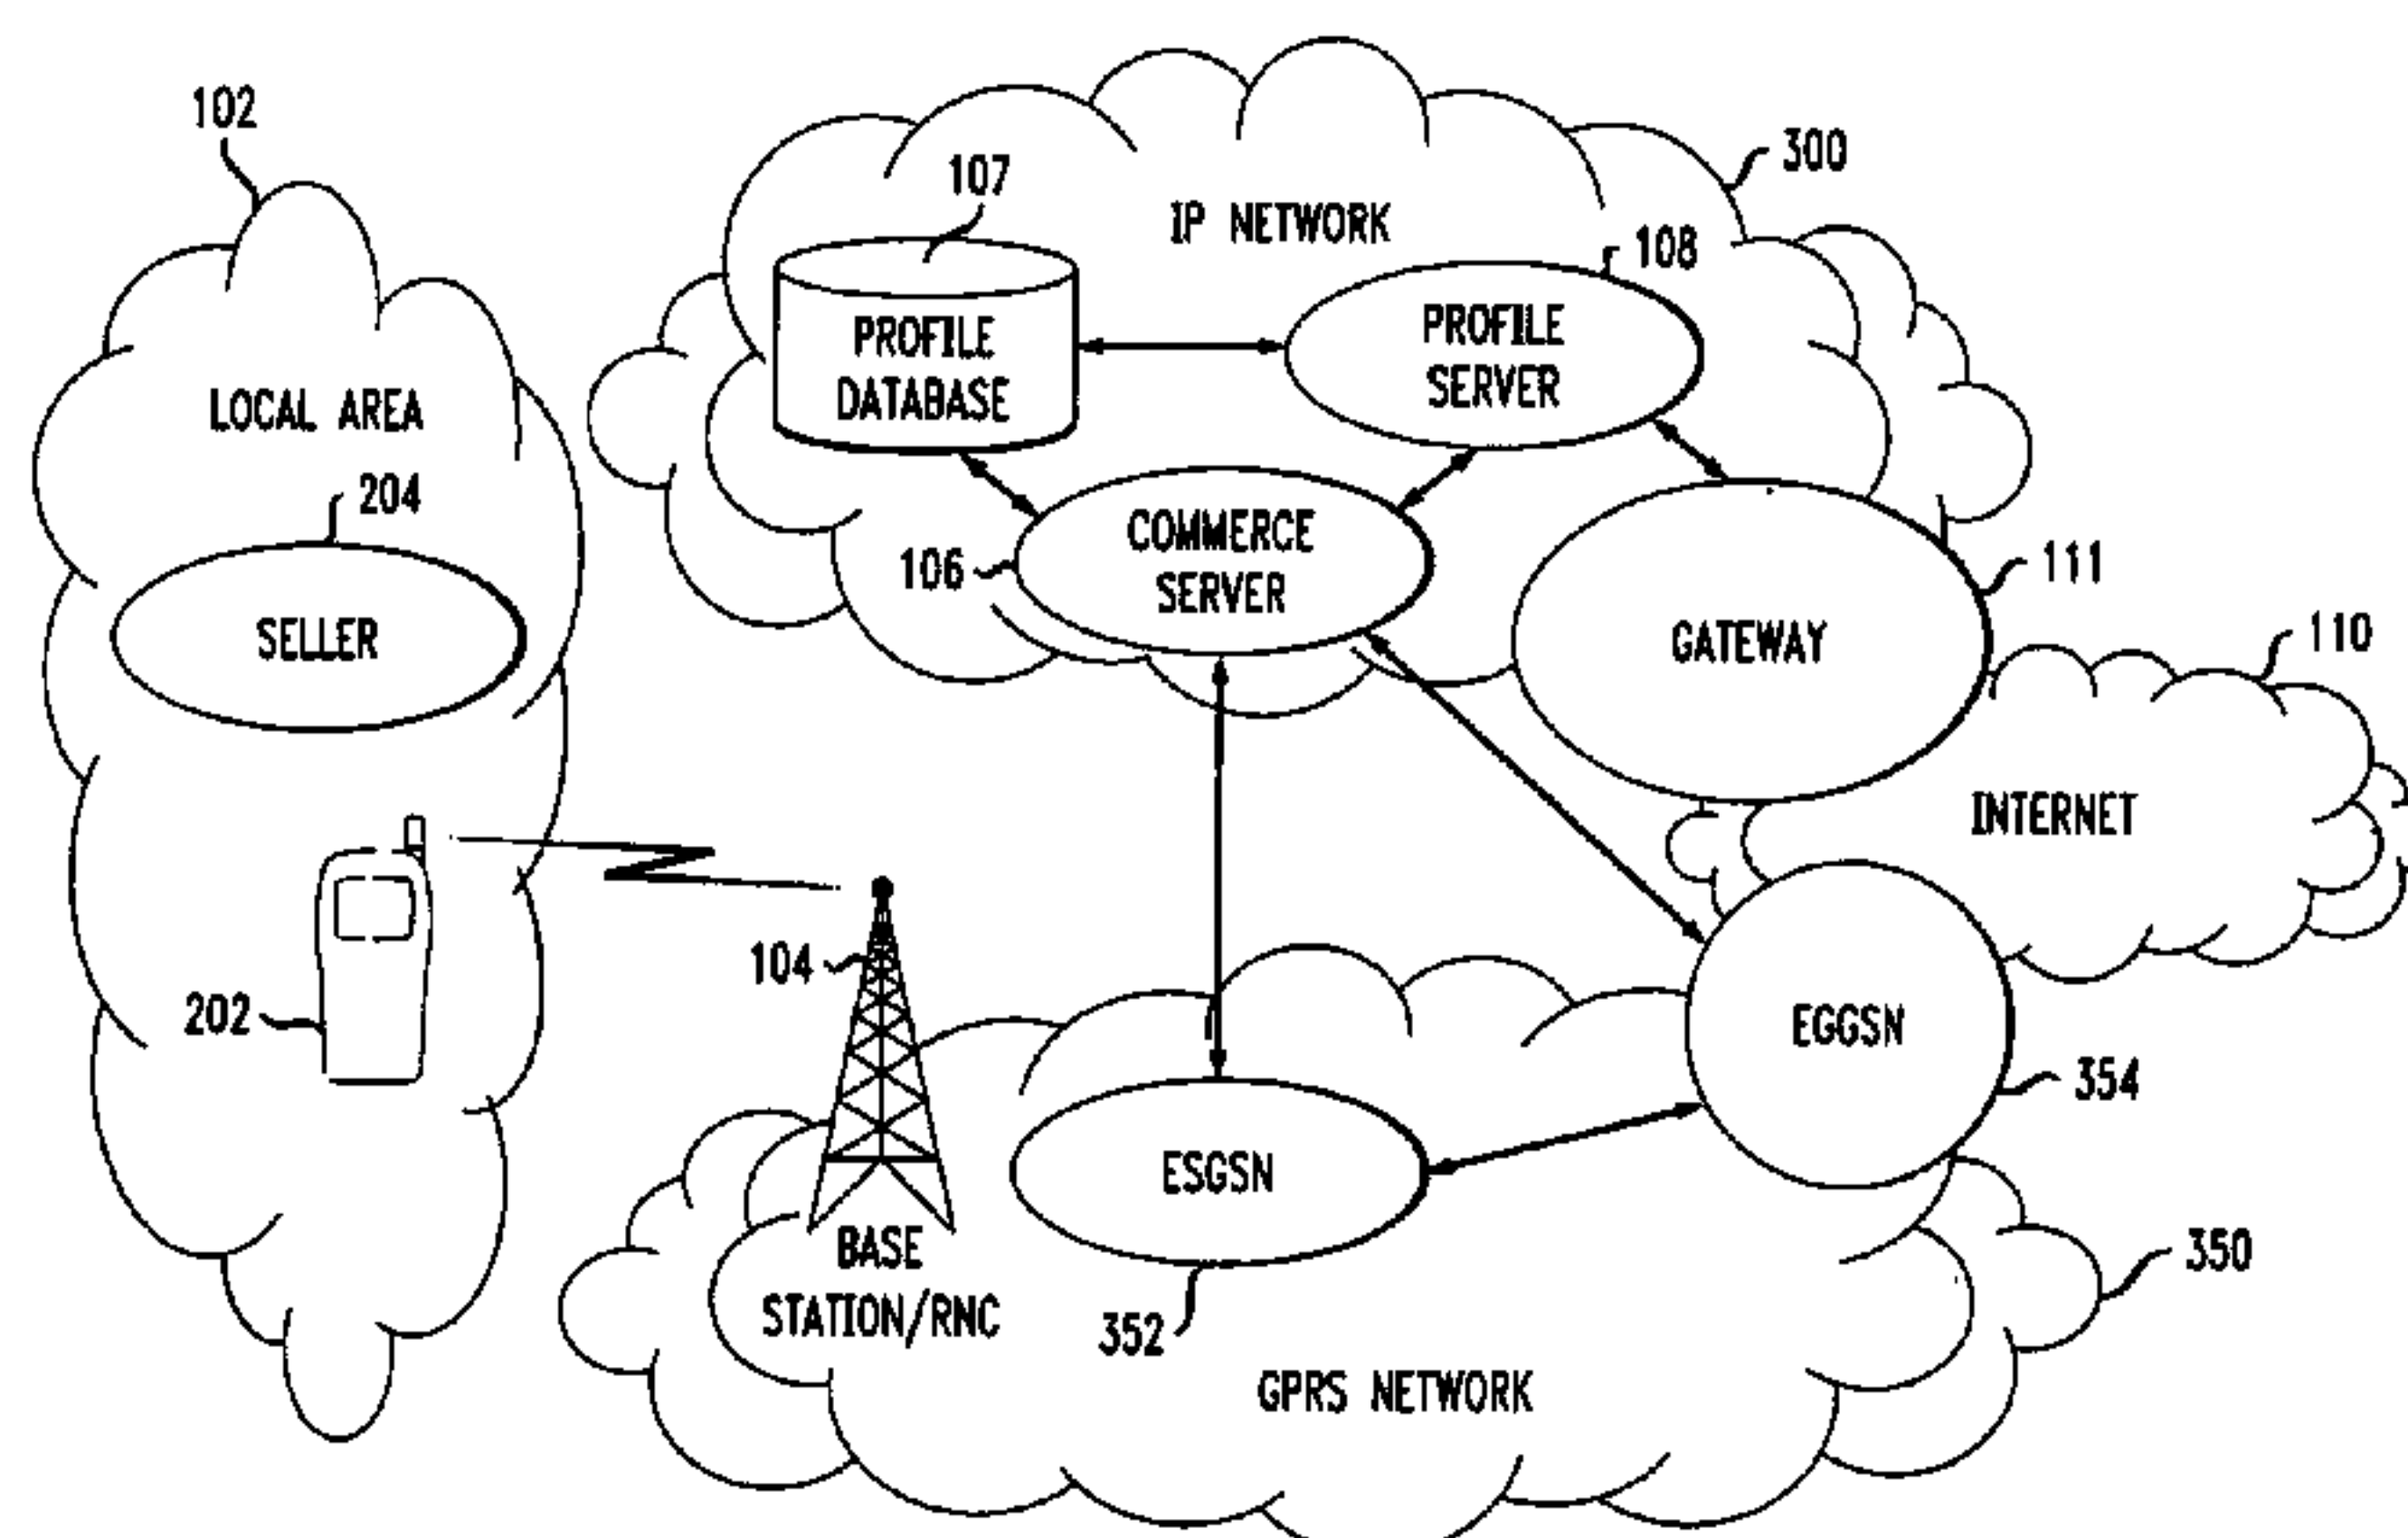 102
LOCAL AREA
204
SELLER
202
300
IP NETWORK
107
PROFILE
DATABASE
108
PROFILE
SERVER
106
COMMERCE
SERVER
111
GATEWAY
110
INTERNET
104
BASE
STATION/RNC
ESGSN
352
EGGSN
354
350
GPRS NETWORK